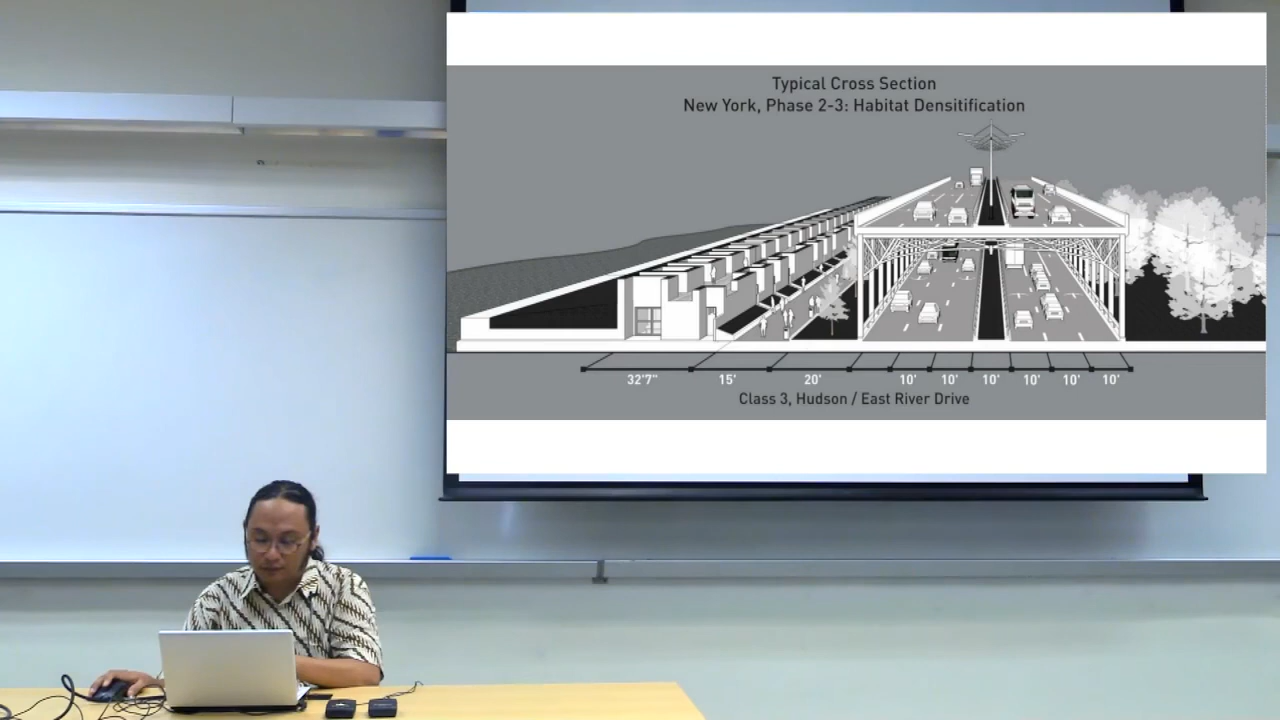 Typical Cross Section
New York, Phase 2-3: Habitat Densitification
32'7" 15' 20' 10' 10' 10' 10' 10' 10'
Class 3, Hudson / East River Drive